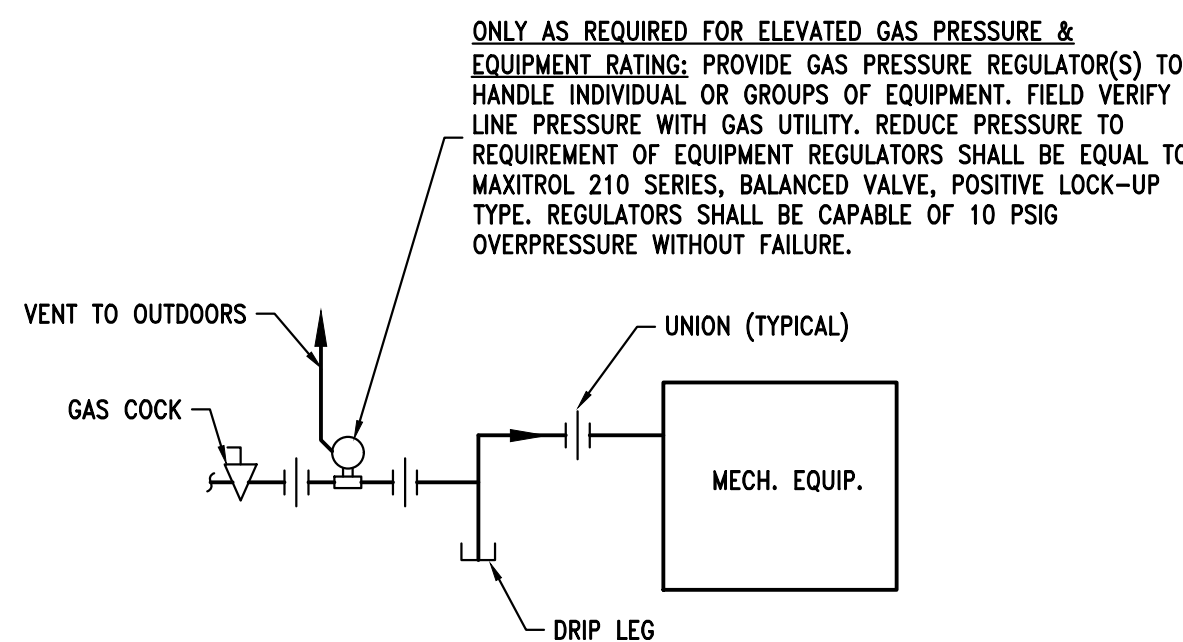 ONLY AS REQUIRED FOR ELEVATED GAS PRESSURE &
EQUIPMENT RATING: PROVIDE GAS PRESSURE REGULATOR(S) TO
HANDLE INDIVIDUAL OR GROUPS OF EQUIPMENT. FIELD VERIFY
LINE PRESSURE WITH GAS UTILITY. REDUCE PRESSURE TO
REQUIREMENT OF EQUIPMENT REGULATORS SHALL BE EQUAL TO
MAXITROL 210 SERIES, BALANCED VALVE, POSITIVE LOCK-UP
TYPE. REGULATORS SHALL BE CAPABLE OF 10 PSIG
OVERPRESSURE WITHOUT FAILURE.
VENT TO OUTDOORS
UNION (TYPICAL)
GAS COCK
MECH. EQUIP.
DRIP LEG